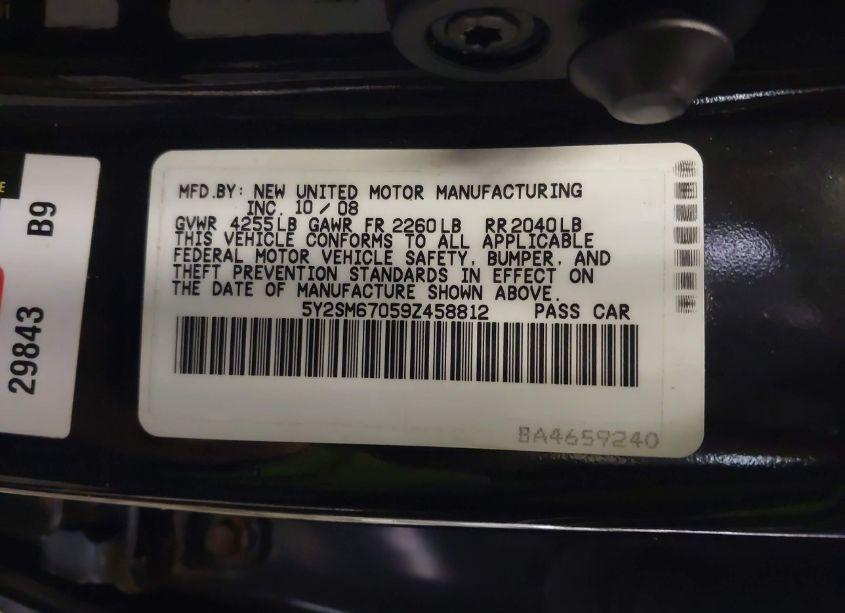 MFD.BY: NEW UNITED MOTOR MANUFACTURING
INC. 10 / 08
GVWR 4255LB GAWR FR 2260LB RR2040LB
THIS VEHICLE CONFORMS TO ALL APPLICABLE
FEDERAL MOTOR VEHICLE SAFETY, BUMPER, AND
THEFT PREVENTION STANDARDS IN EFFECT ON
THE DATE OF MANUFACTURE SHOWN ABOVE.
5Y2SM67059Z458812 PASS CAR
BA4659240
B9
29843